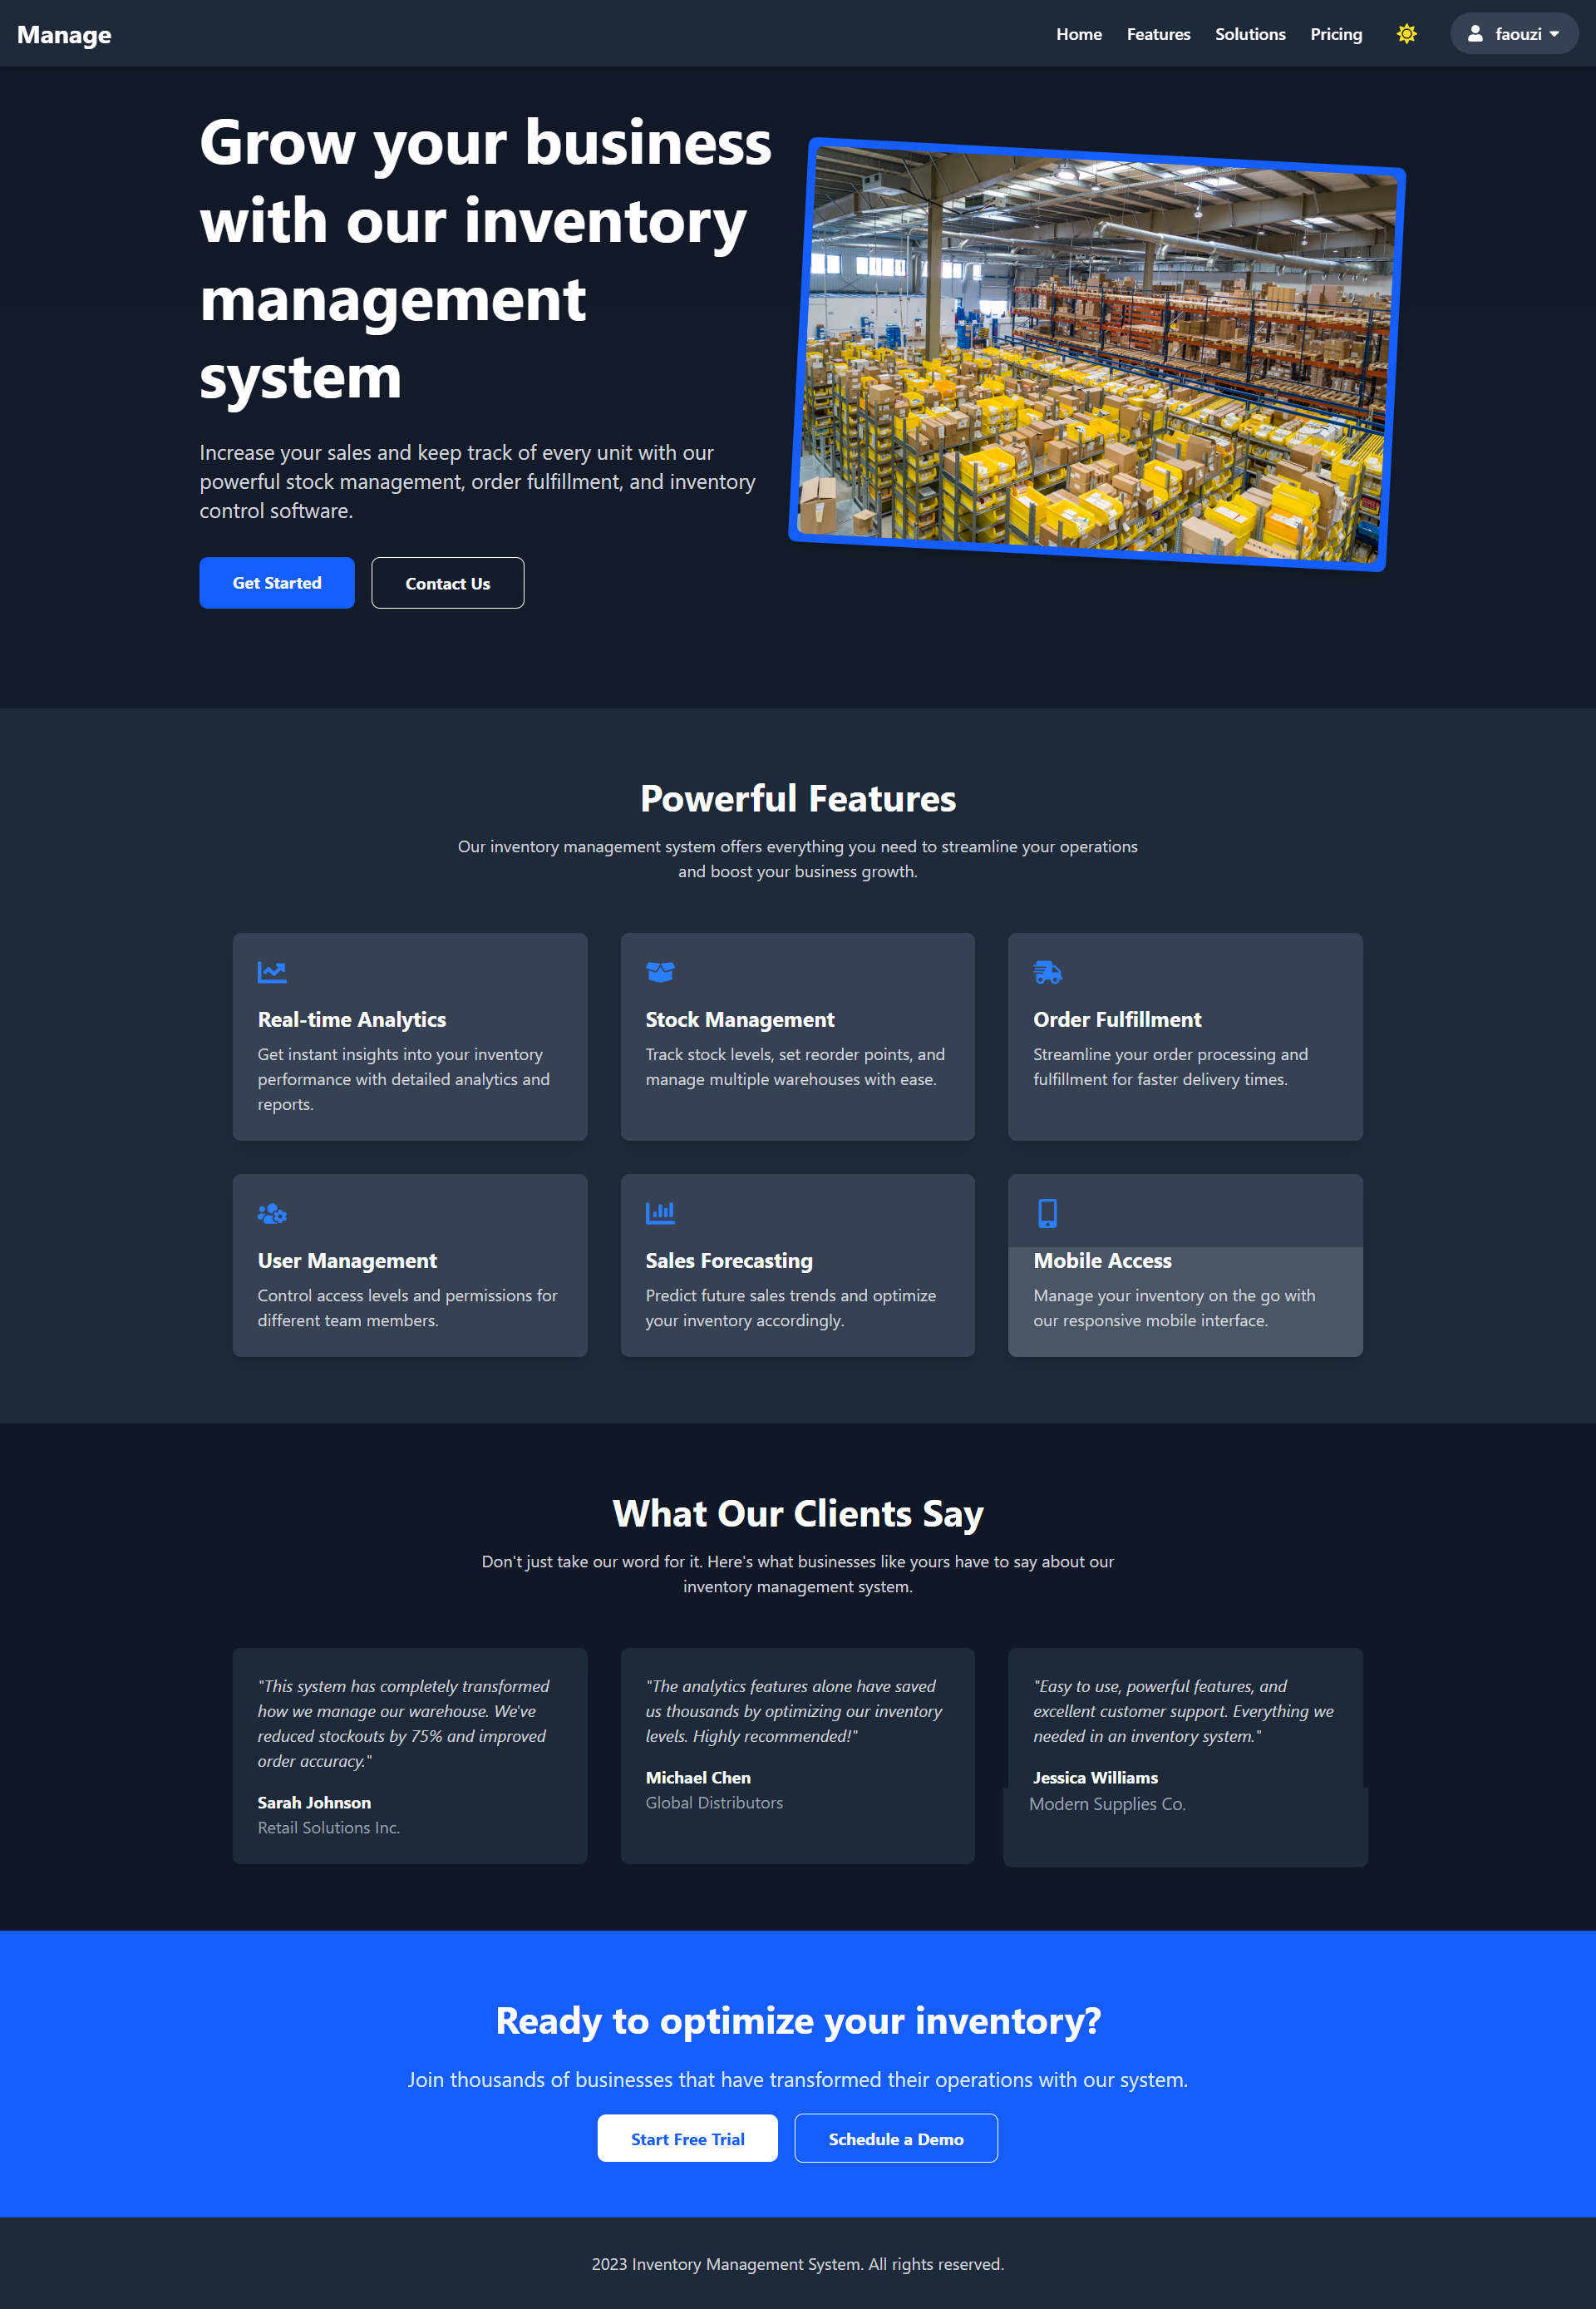 Manage
Home
Features
Solutions
Pricing
faouzi
Grow your business
with our inventory
management
system
Increase your sales and keep track of every unit with our
powerful stock management, order fulfillment, and inventory
control software.
Get Started
Contact Us
Powerful Features
Our inventory management system offers everything you need to streamline your operations
and boost your business growth.
Real-time Analytics
Get instant insights into your inventory
performance with detailed analytics and
reports.
Stock Management
Track stock levels, set reorder points, and
manage multiple warehouses with ease.
Order Fulfillment
Streamline your order processing and
fulfillment for faster delivery times.
User Management
Control access levels and permissions for
different team members.
Sales Forecasting
Predict future sales trends and optimize
your inventory accordingly.
Mobile Access
Manage your inventory on the go with
our responsive mobile interface.
What Our Clients Say
Don't just take our word for it. Here's what businesses like yours have to say about our
inventory management system.
"This system has completely transformed
how we manage our warehouse. We've
reduced stockouts by 75% and improved
order accuracy."
Sarah Johnson
Retail Solutions Inc.
"The analytics features alone have saved
us thousands by optimizing our inventory
levels. Highly recommended!"
Michael Chen
Global Distributors
"Easy to use, powerful features, and
excellent customer support. Everything we
needed in an inventory system."
Jessica Williams
Modern Supplies Co.
Ready to optimize your inventory?
Join thousands of businesses that have transformed their operations with our system.
Start Free Trial
Schedule a Demo
2023 Inventory Management System. All rights reserved.